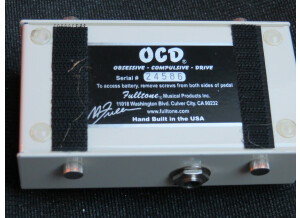 OCD®
OBSESSIVE - COMPULSIVE - DRIVE
Serial # 24586
To access battery, remove screws from both sides of pedal
Fulltone® Musical Products Inc.
11018 Washington Blvd. Culver City, CA 90232
www.fulltone.com
Hand Built in the USA